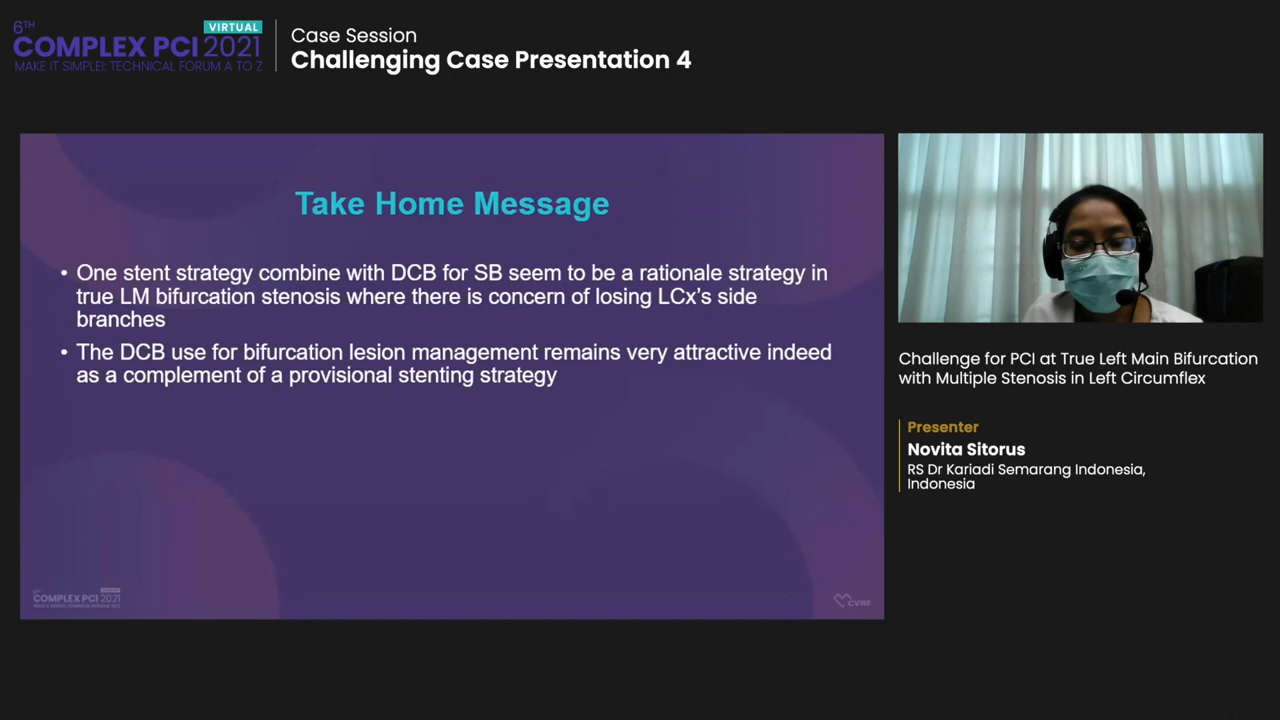 6TH
VIRTUAL
COMPLEX PCI 2021
MAKE IT SIMPLE!: TECHNICAL FORUM A TO Z
Case Session
Challenging Case Presentation 4
Take Home Message
• One stent strategy combine with DCB for SB seem to be a rationale strategy in
true LM bifurcation stenosis where there is concern of losing LCx's side
branches
• The DCB use for bifurcation lesion management remains very attractive indeed
as a complement of a provisional stenting strategy
COMPLEX PCI 2021
CVRF
Challenge for PCI at True Left Main Bifurcation
with Multiple Stenosis in Left Circumflex
Presenter
Novita Sitorus
RS Dr Kariadi Semarang Indonesia,
Indonesia